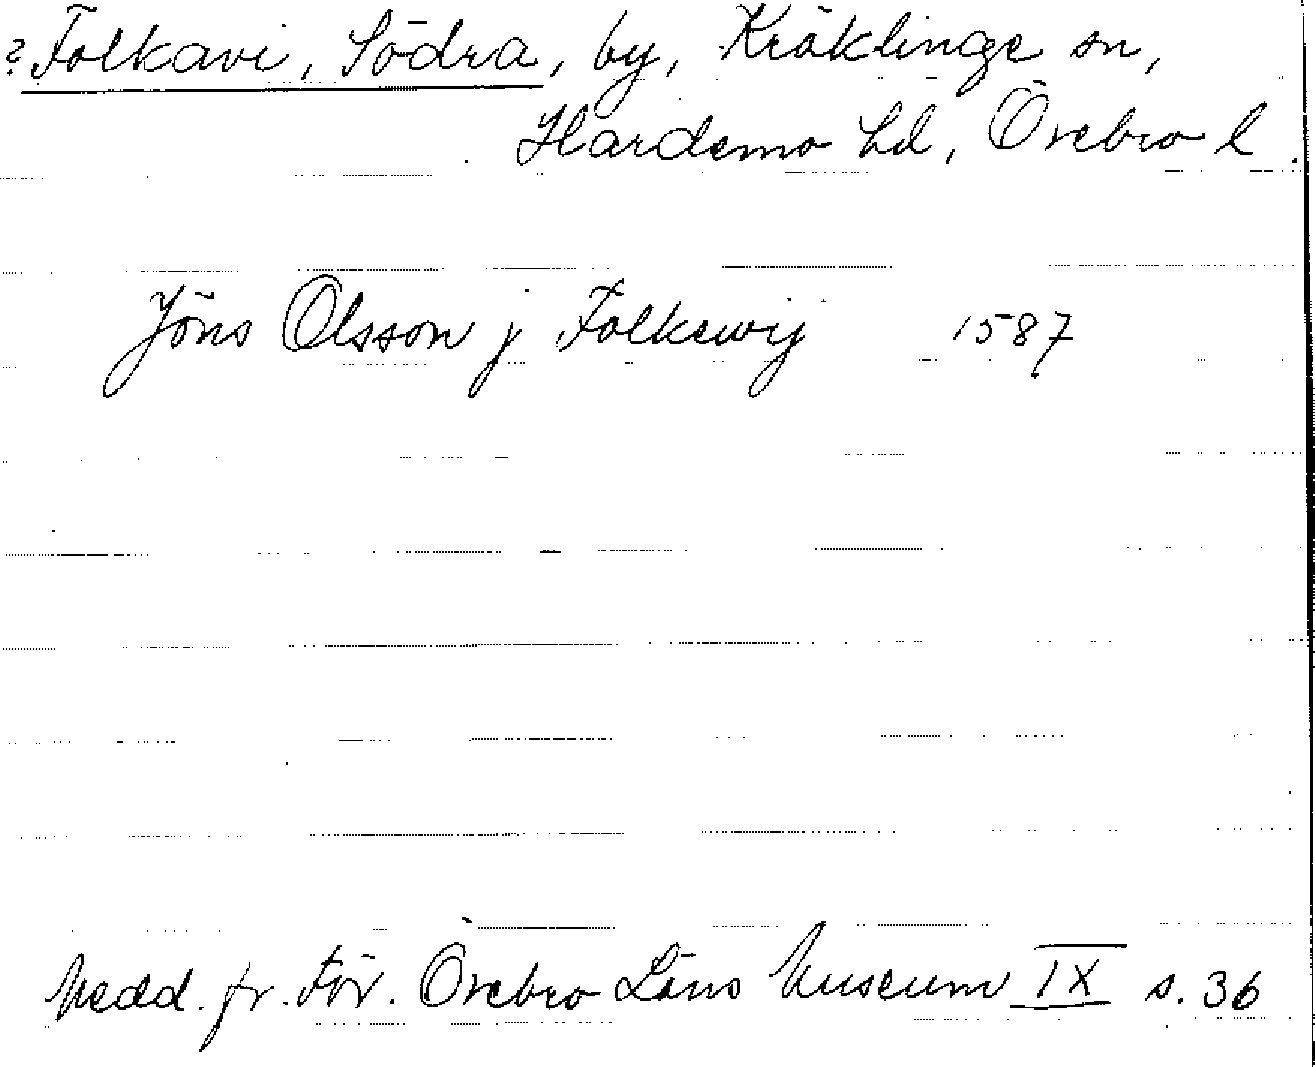 ? Folkavi, Södra, by, Kräklinge sn,
Hardemo hd, Örebro l.
Jöns Olsson j Folkewij 1587
Medd. fr. För. Örebro Läns Museum IX s. 36